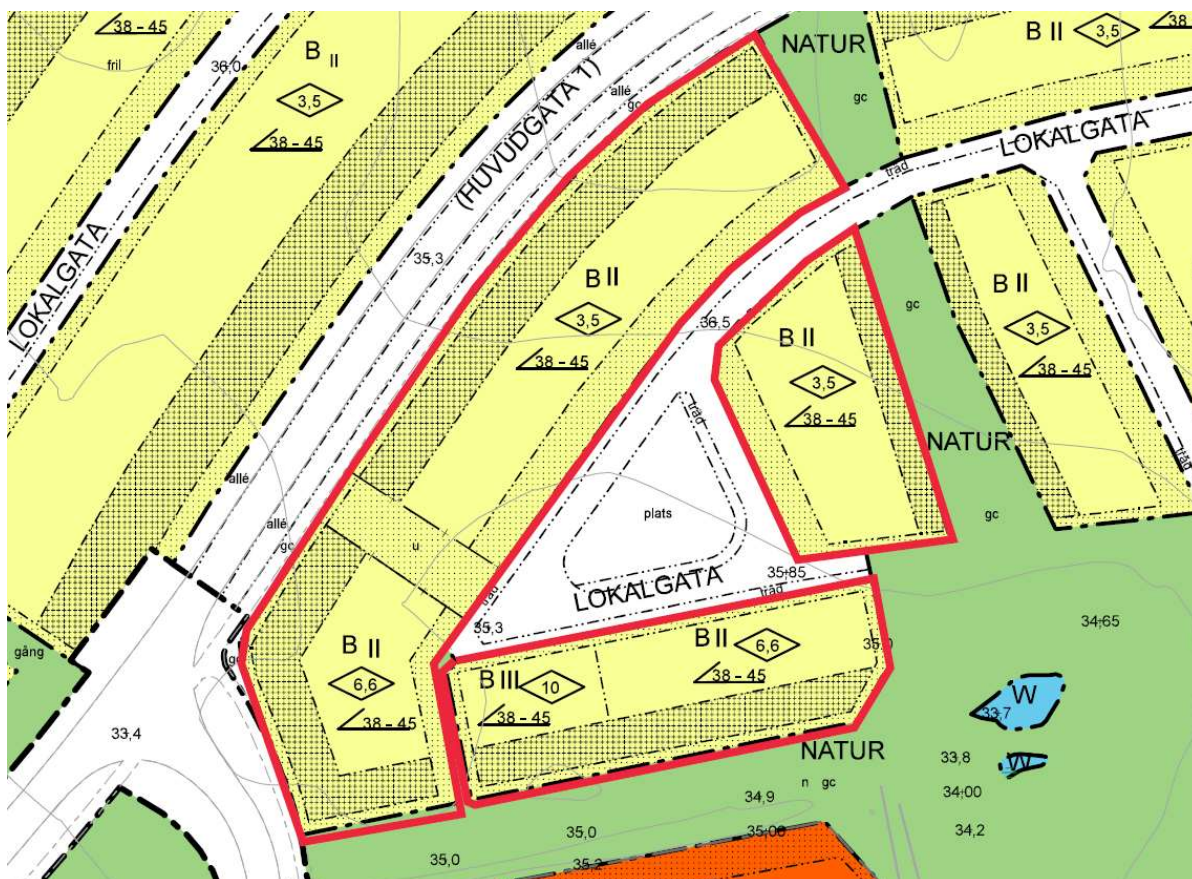 38-45
fril
36,0
B II
3,5
38-45
LOKALGATA
allé
allé
gc
(HUVUDGATA 1)
35,3
NATUR
gc
B II
3,5
38
LOKALGATA
träd
B II
3,5
38-45
36,5
B II
3,5
38-45
gc
B II
3,5
38-45
träd
NATUR
gc
träd
plats
allé
allé
gc
u
träd
LOKALGATA
35,85
träd
35,3
gång
gc
B II
6,6
38-45
B III
10
38-45
B II
6,6
38-45
34,65
W
33,7
W
33,4
NATUR
n gc
33,8
34,00
34,9
34,2
35,0
35,00
35,0
35,2